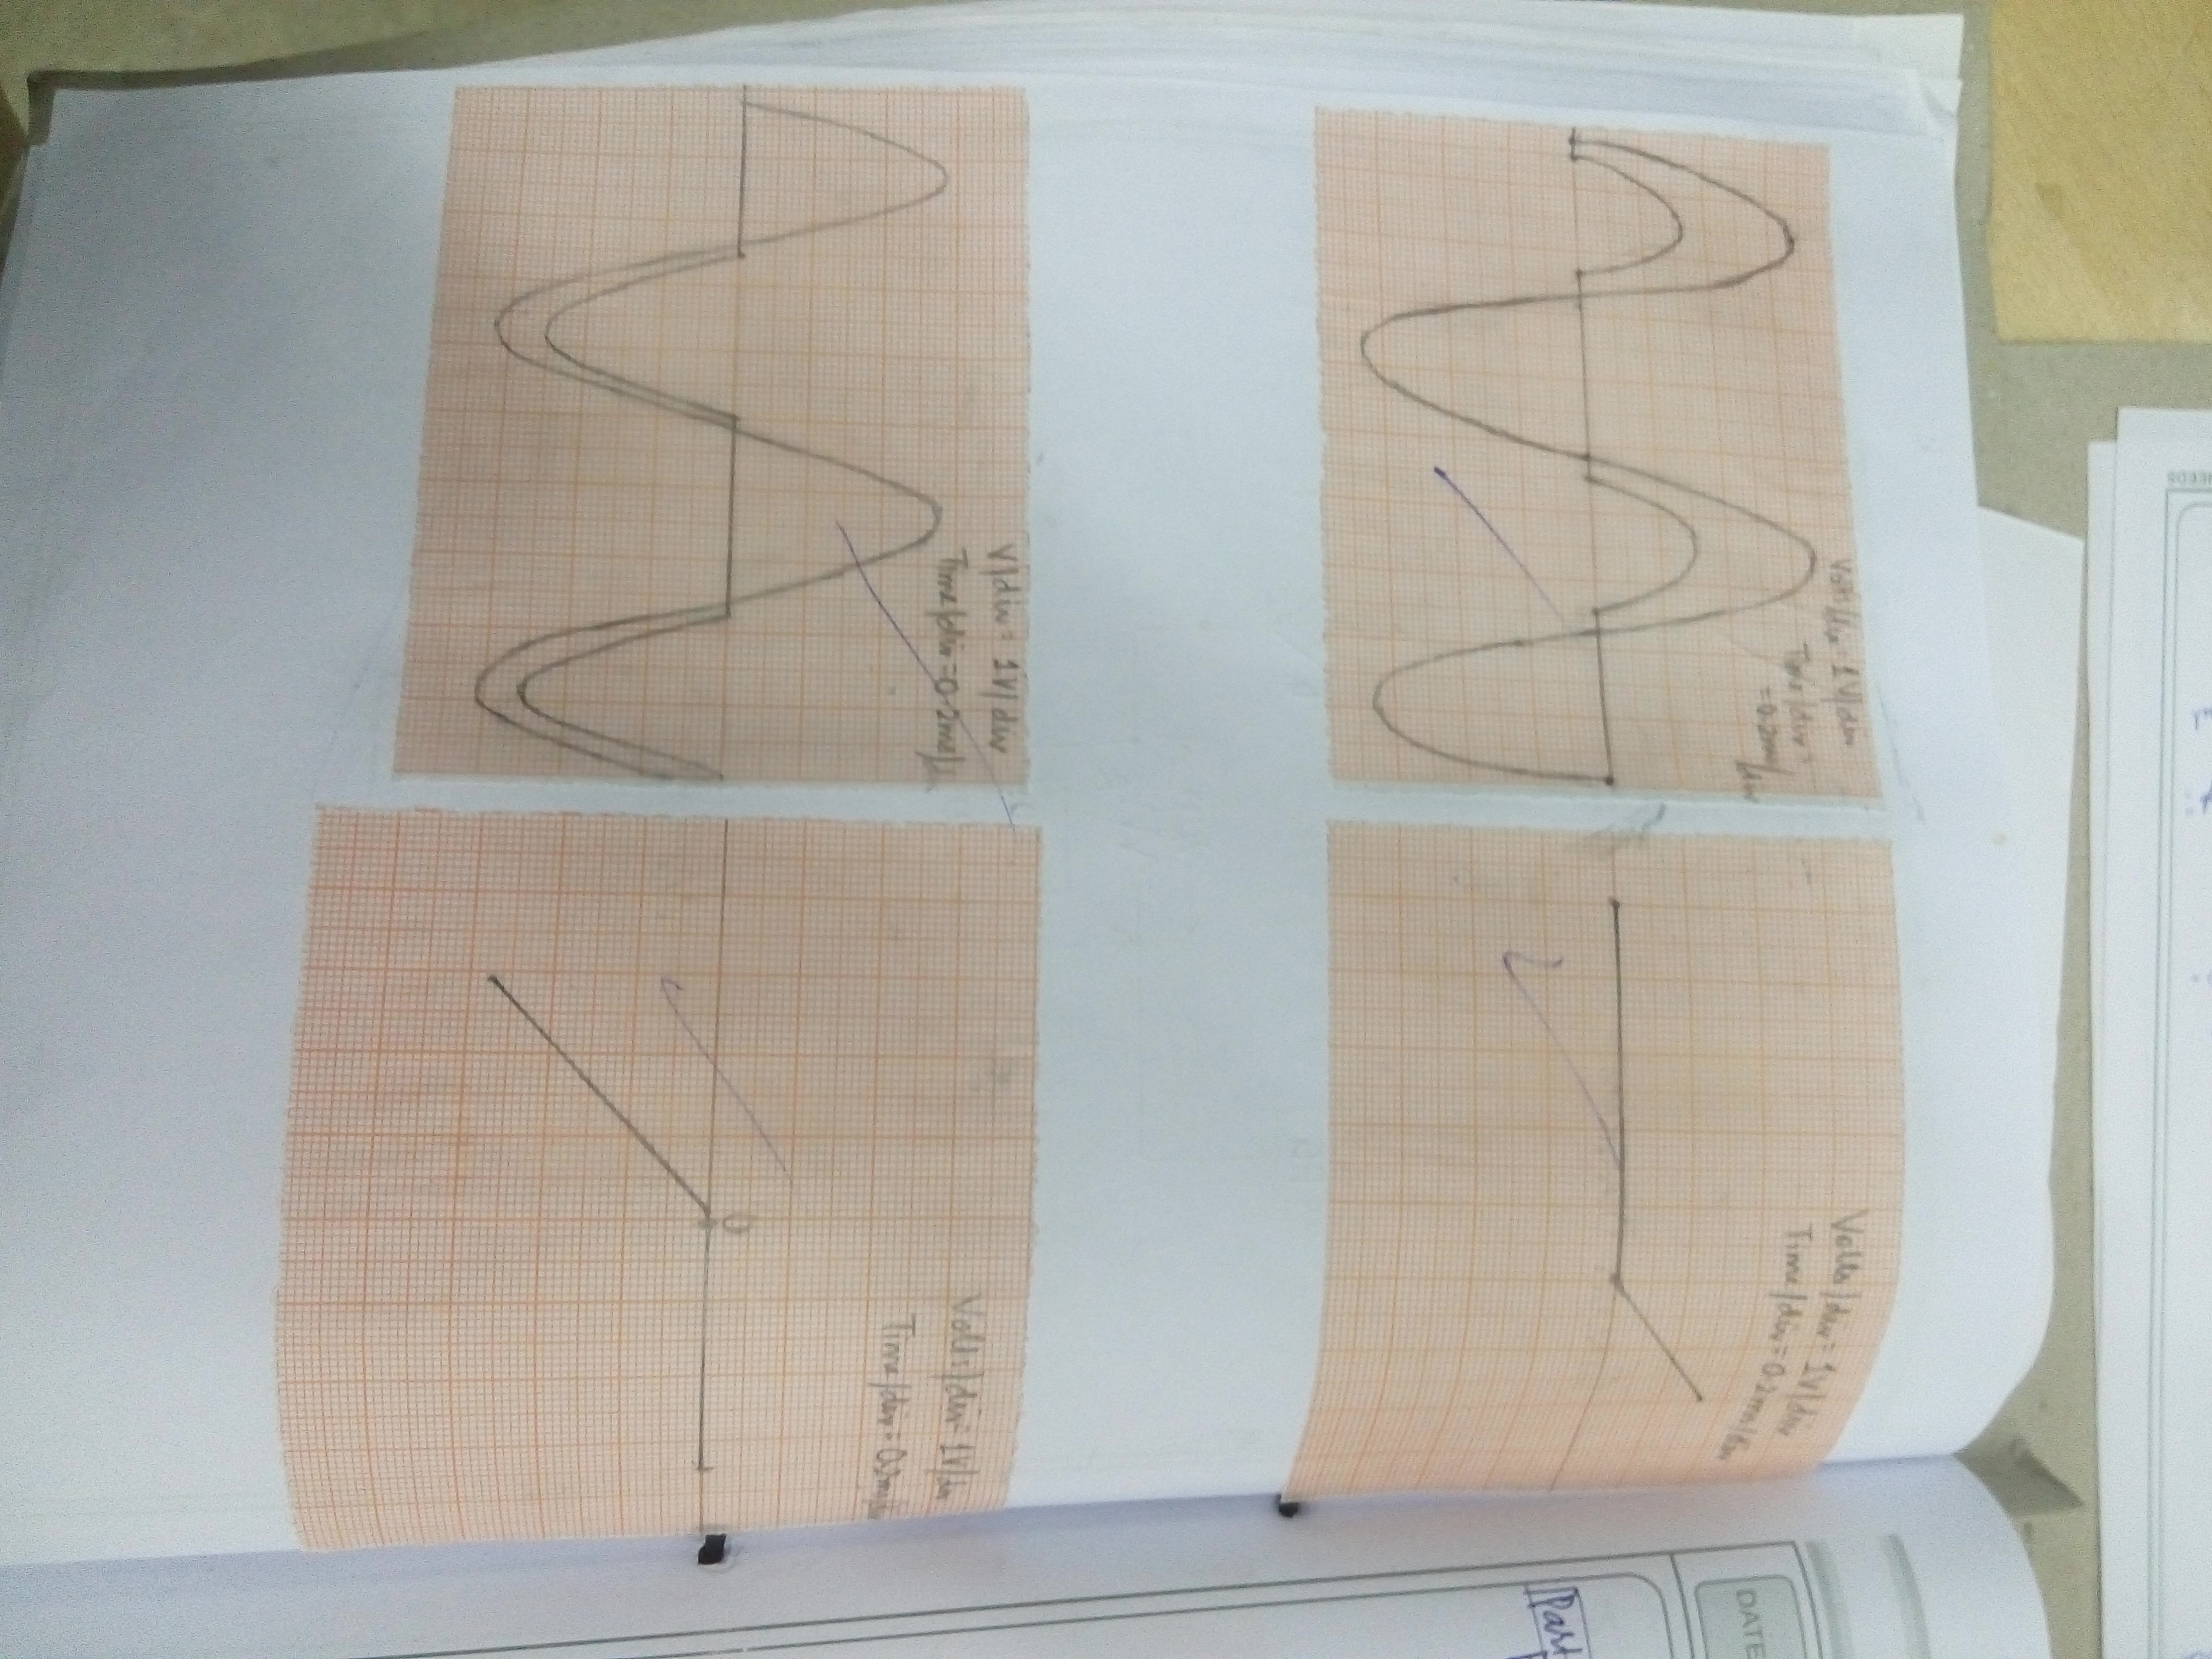 NEEDS
Volts/div = 1V/div
Time/div =
= 0.2ms/div
Volts/div = 1V/div
Time/div = 0.2ms/div
DATE
Part
V/div = 1V/div
Time/div = 0.2ms/div
Volts/div = 1V/div
Time/div = 0.2ms/div
0